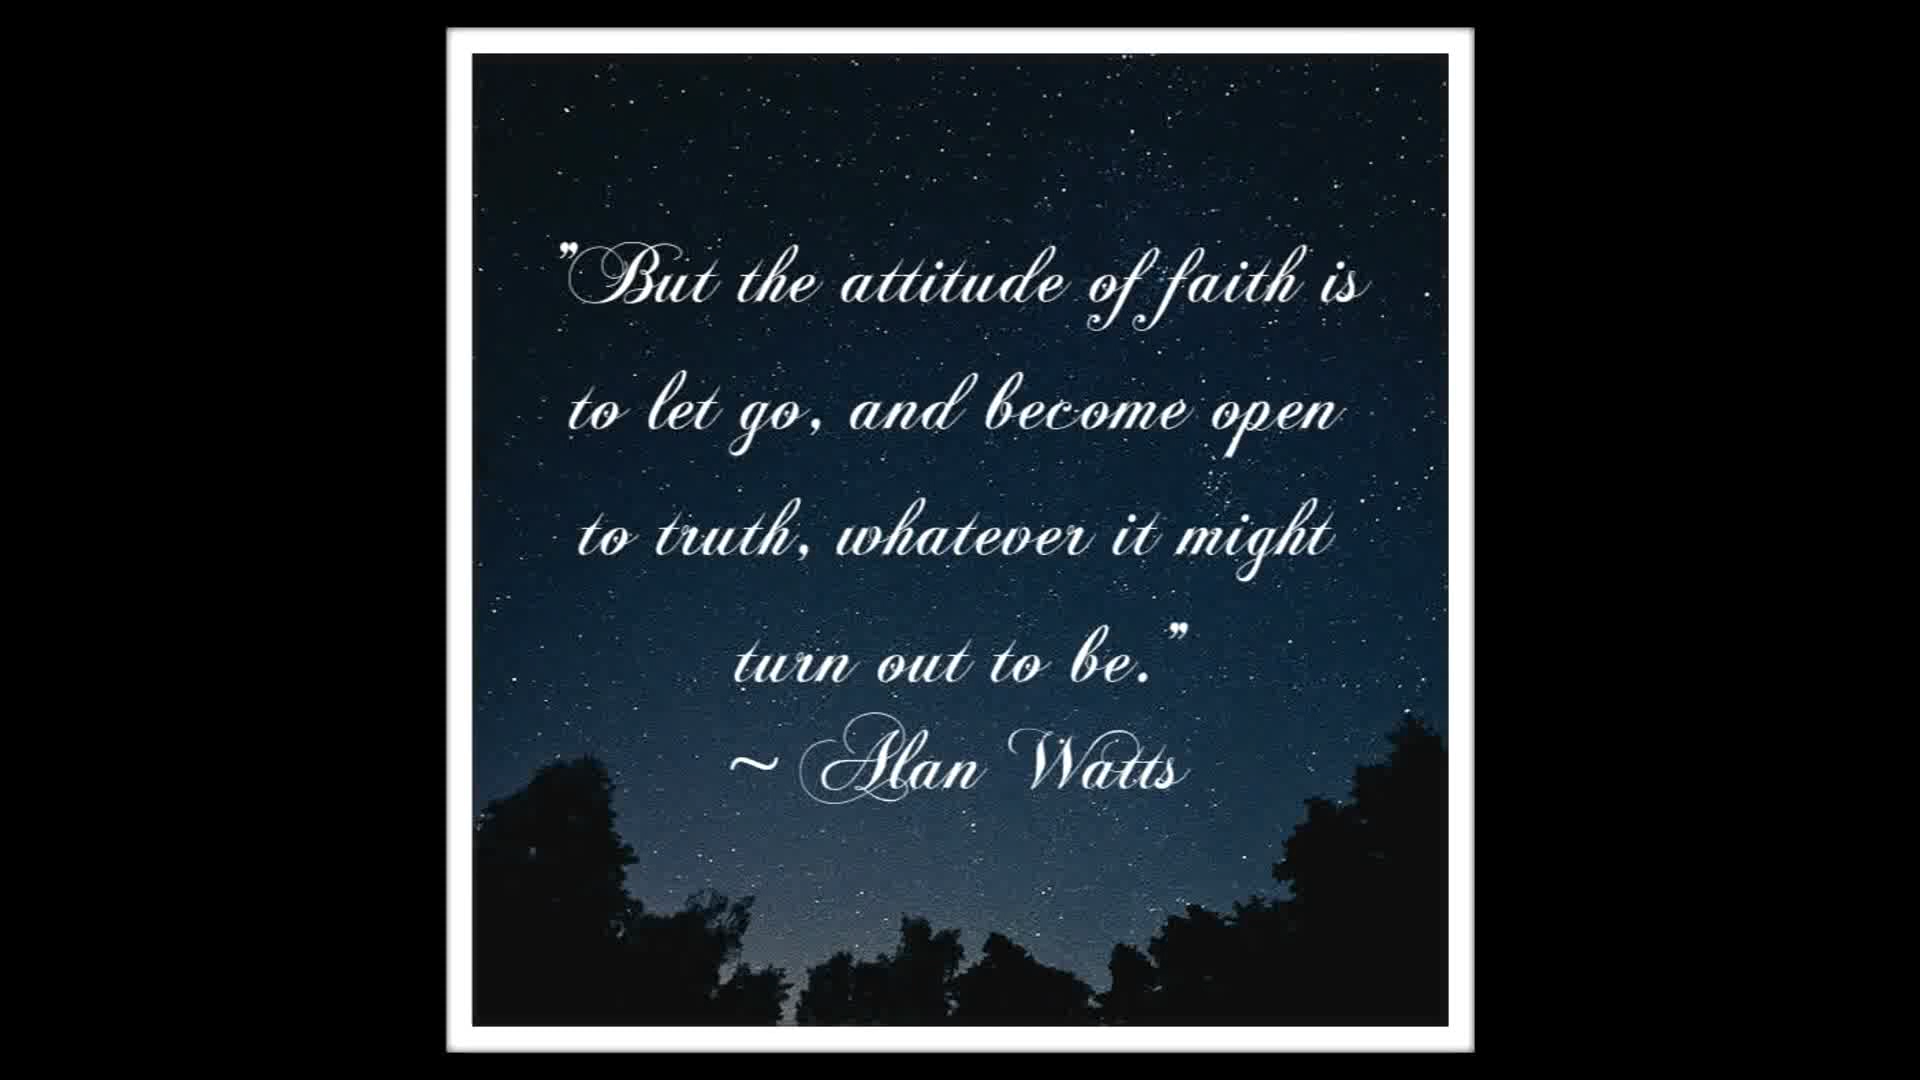 "But the attitude of faith is
to let go, and become open
to truth, whatever it might
turn out to be."
~ Alan Watts